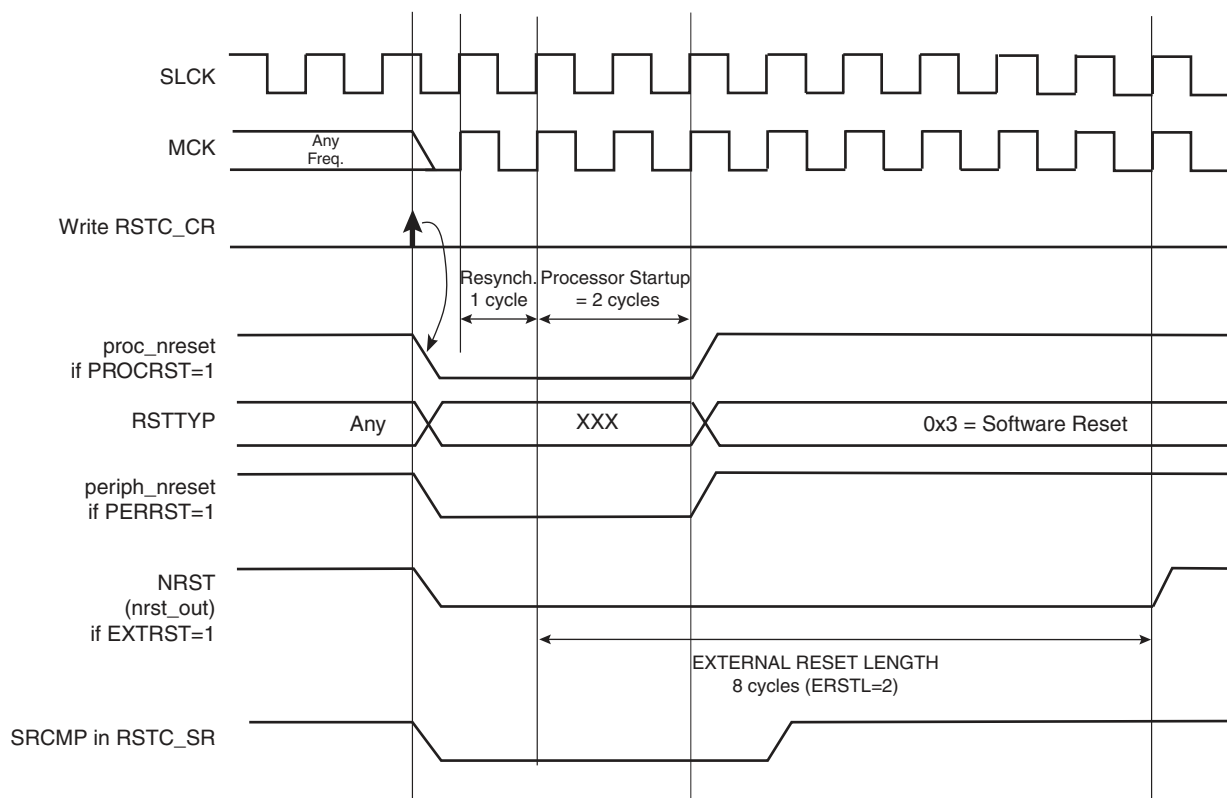 SLCK
MCK
Any
Freq.
Write RSTC_CR
Resynch.
1 cycle
Processor Startup
= 2 cycles
proc_nreset
if PROCRST=1
RSTTYP
Any
XXX
0x3 = Software Reset
periph_nreset
if PERRST=1
NRST
(nrst_out)
if EXTRST=1
EXTERNAL RESET LENGTH
8 cycles (ERSTL=2)
SRCMP in RSTC_SR